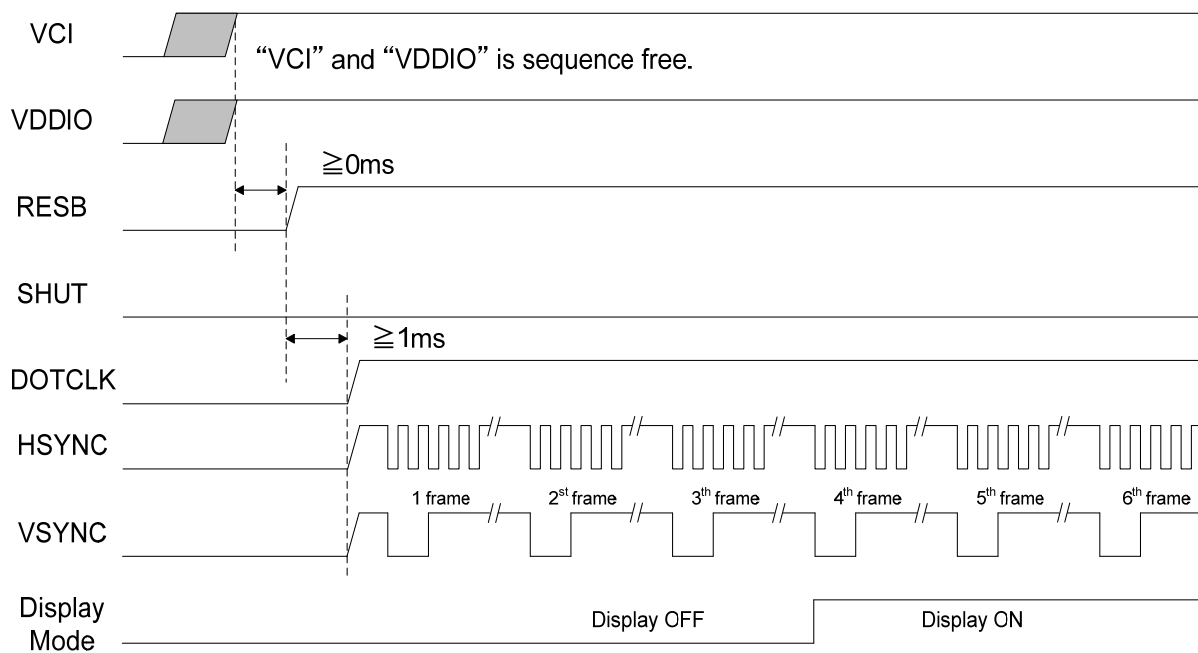 VCI
“VCI” and “VDDIO” is sequence free.
VDDIO
≧0ms
RESB
SHUT
≧1ms
DOTCLK
HSYNC
1 frame 2st frame 3th frame 4th frame 5th frame 6th frame
VSYNC
Display
Mode
Display OFF Display ON